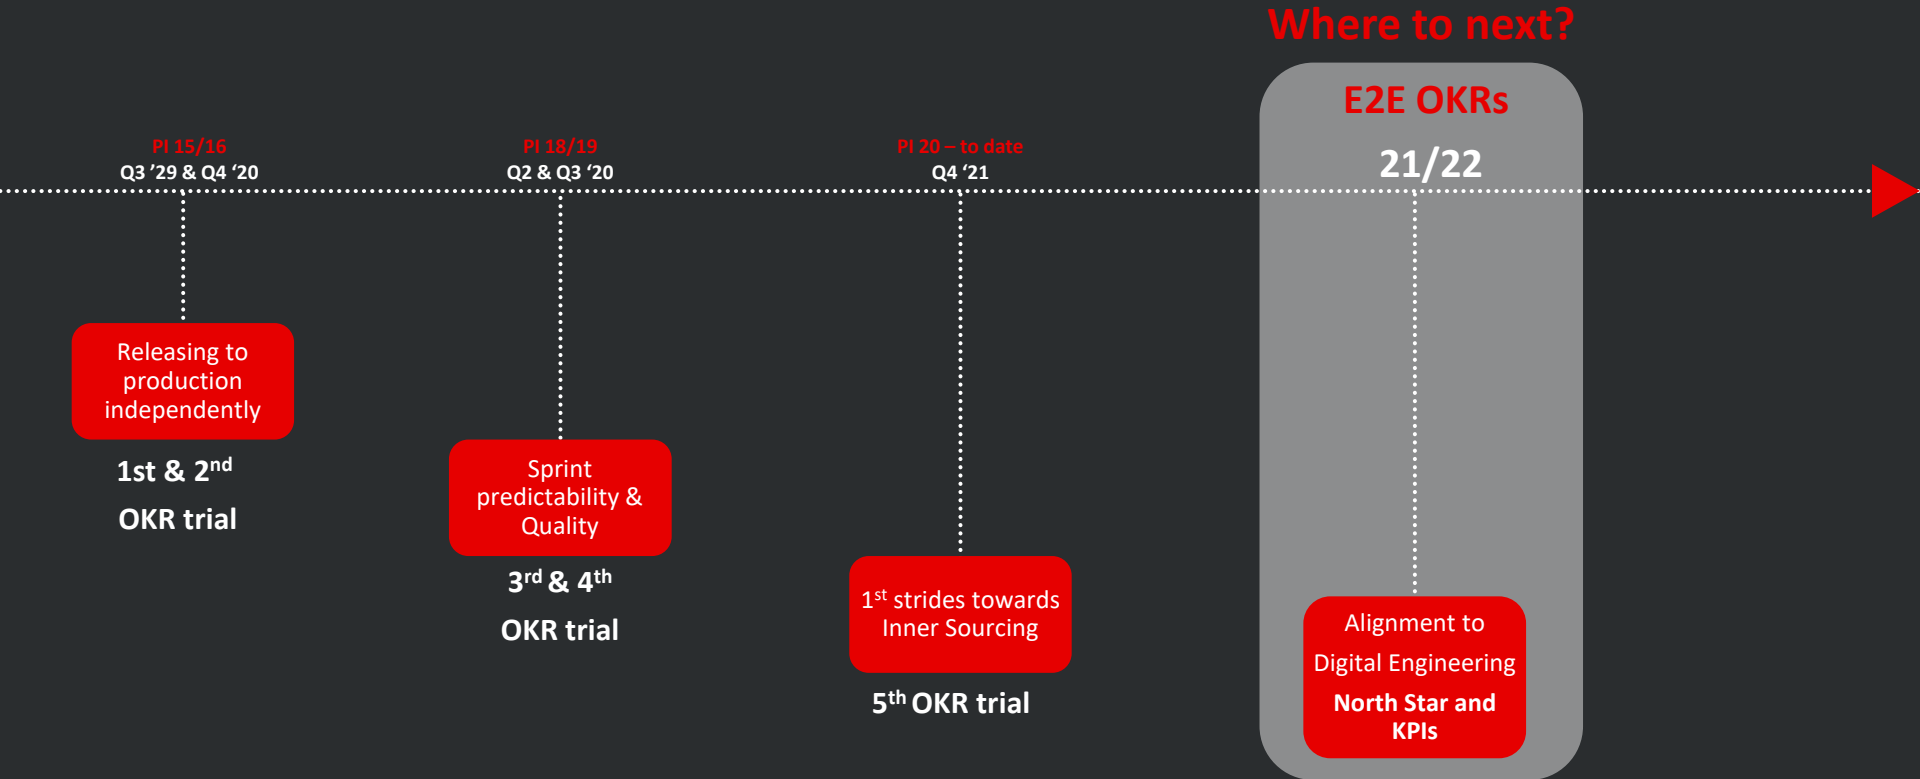 Where to next?
E2E OKRs
21/22
PI 15/16
Q3 ’29 & Q4 ‘20
PI 18/19
Q2 & Q3 ‘20
PI 20 – to date
Q4 ‘21
Releasing to
production
independently
1st & 2nd
OKR trial
Sprint
predictability &
Quality
3rd & 4th
OKR trial
1st strides towards
Inner Sourcing
5th OKR trial
Alignment to
Digital Engineering
North Star and
KPIs